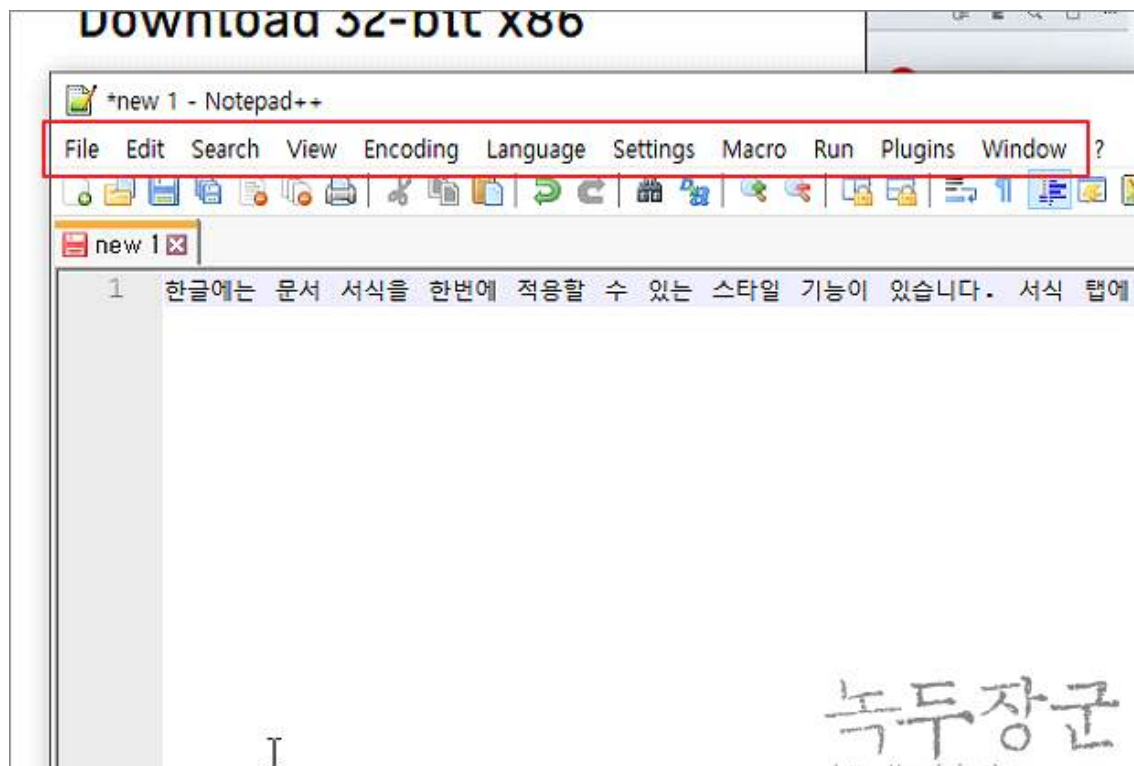 Download 32-bit x86
*new 1 - Notepad++
File Edit Search View Encoding Language Settings Macro Run Plugins Window ?
new 1
1 한글에는 문서 서식을 한번에 적용할 수 있는 스타일 기능이 있습니다. 서식 탭에
녹두장군